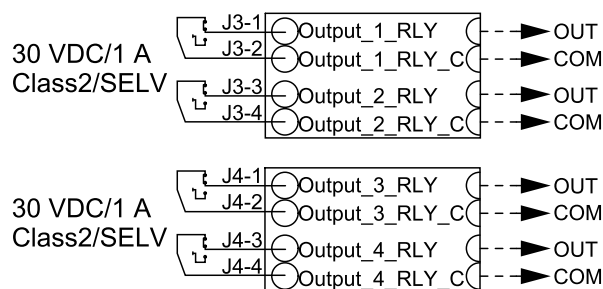 J3-1 Output_1_RLY OUT
J3-2 Output_1_RLY_C COM
30 VDC/1 A
Class2/SELV
J3-3 Output_2_RLY OUT
J3-4 Output_2_RLY_C COM
J4-1 Output_3_RLY OUT
J4-2 Output_3_RLY_C COM
30 VDC/1 A
Class2/SELV
J4-3 Output_4_RLY OUT
J4-4 Output_4_RLY_C COM